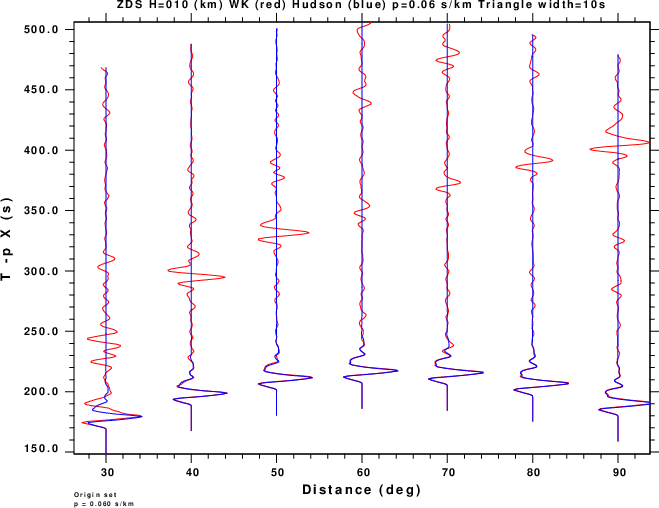 ZDS H=010 (km) WK (red) Hudson (blue) p=0.06 s/km Triangle width=10s
500.0
450.0
400.0
350.0
300.0
250.0
200.0
150.0
T -p X (s)
30 40 50 60 70 80 90
Distance (deg)
Origin set
p = 0.060 s/km